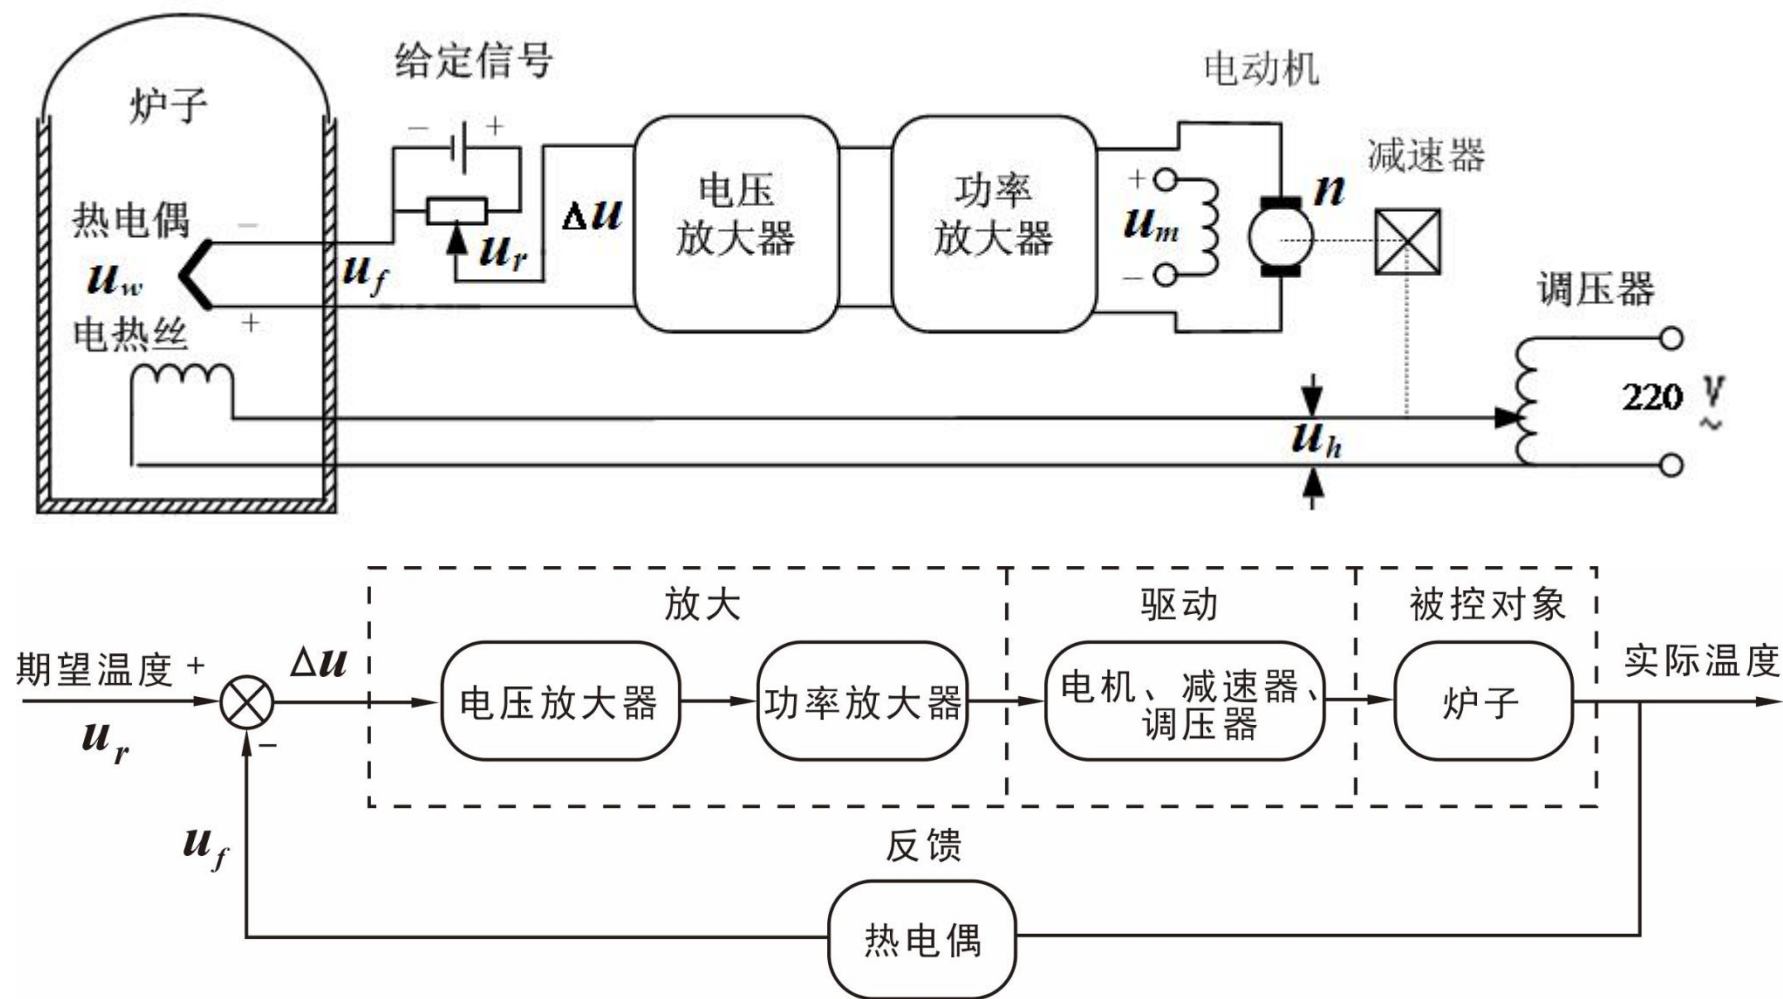 给定信号
电动机
炉子
减速器
− +
热电偶
−
u_w
+
电热丝
u_f
u_r
Δu
电压
放大器
功率
放大器
+
u_m
−
n
调压器
220 V
~
u_h
放大
驱动
被控对象
期望温度 +
u_r
Δu
−
电压放大器
功率放大器
电机、减速器、
调压器
炉子
实际温度
u_f
反馈
热电偶